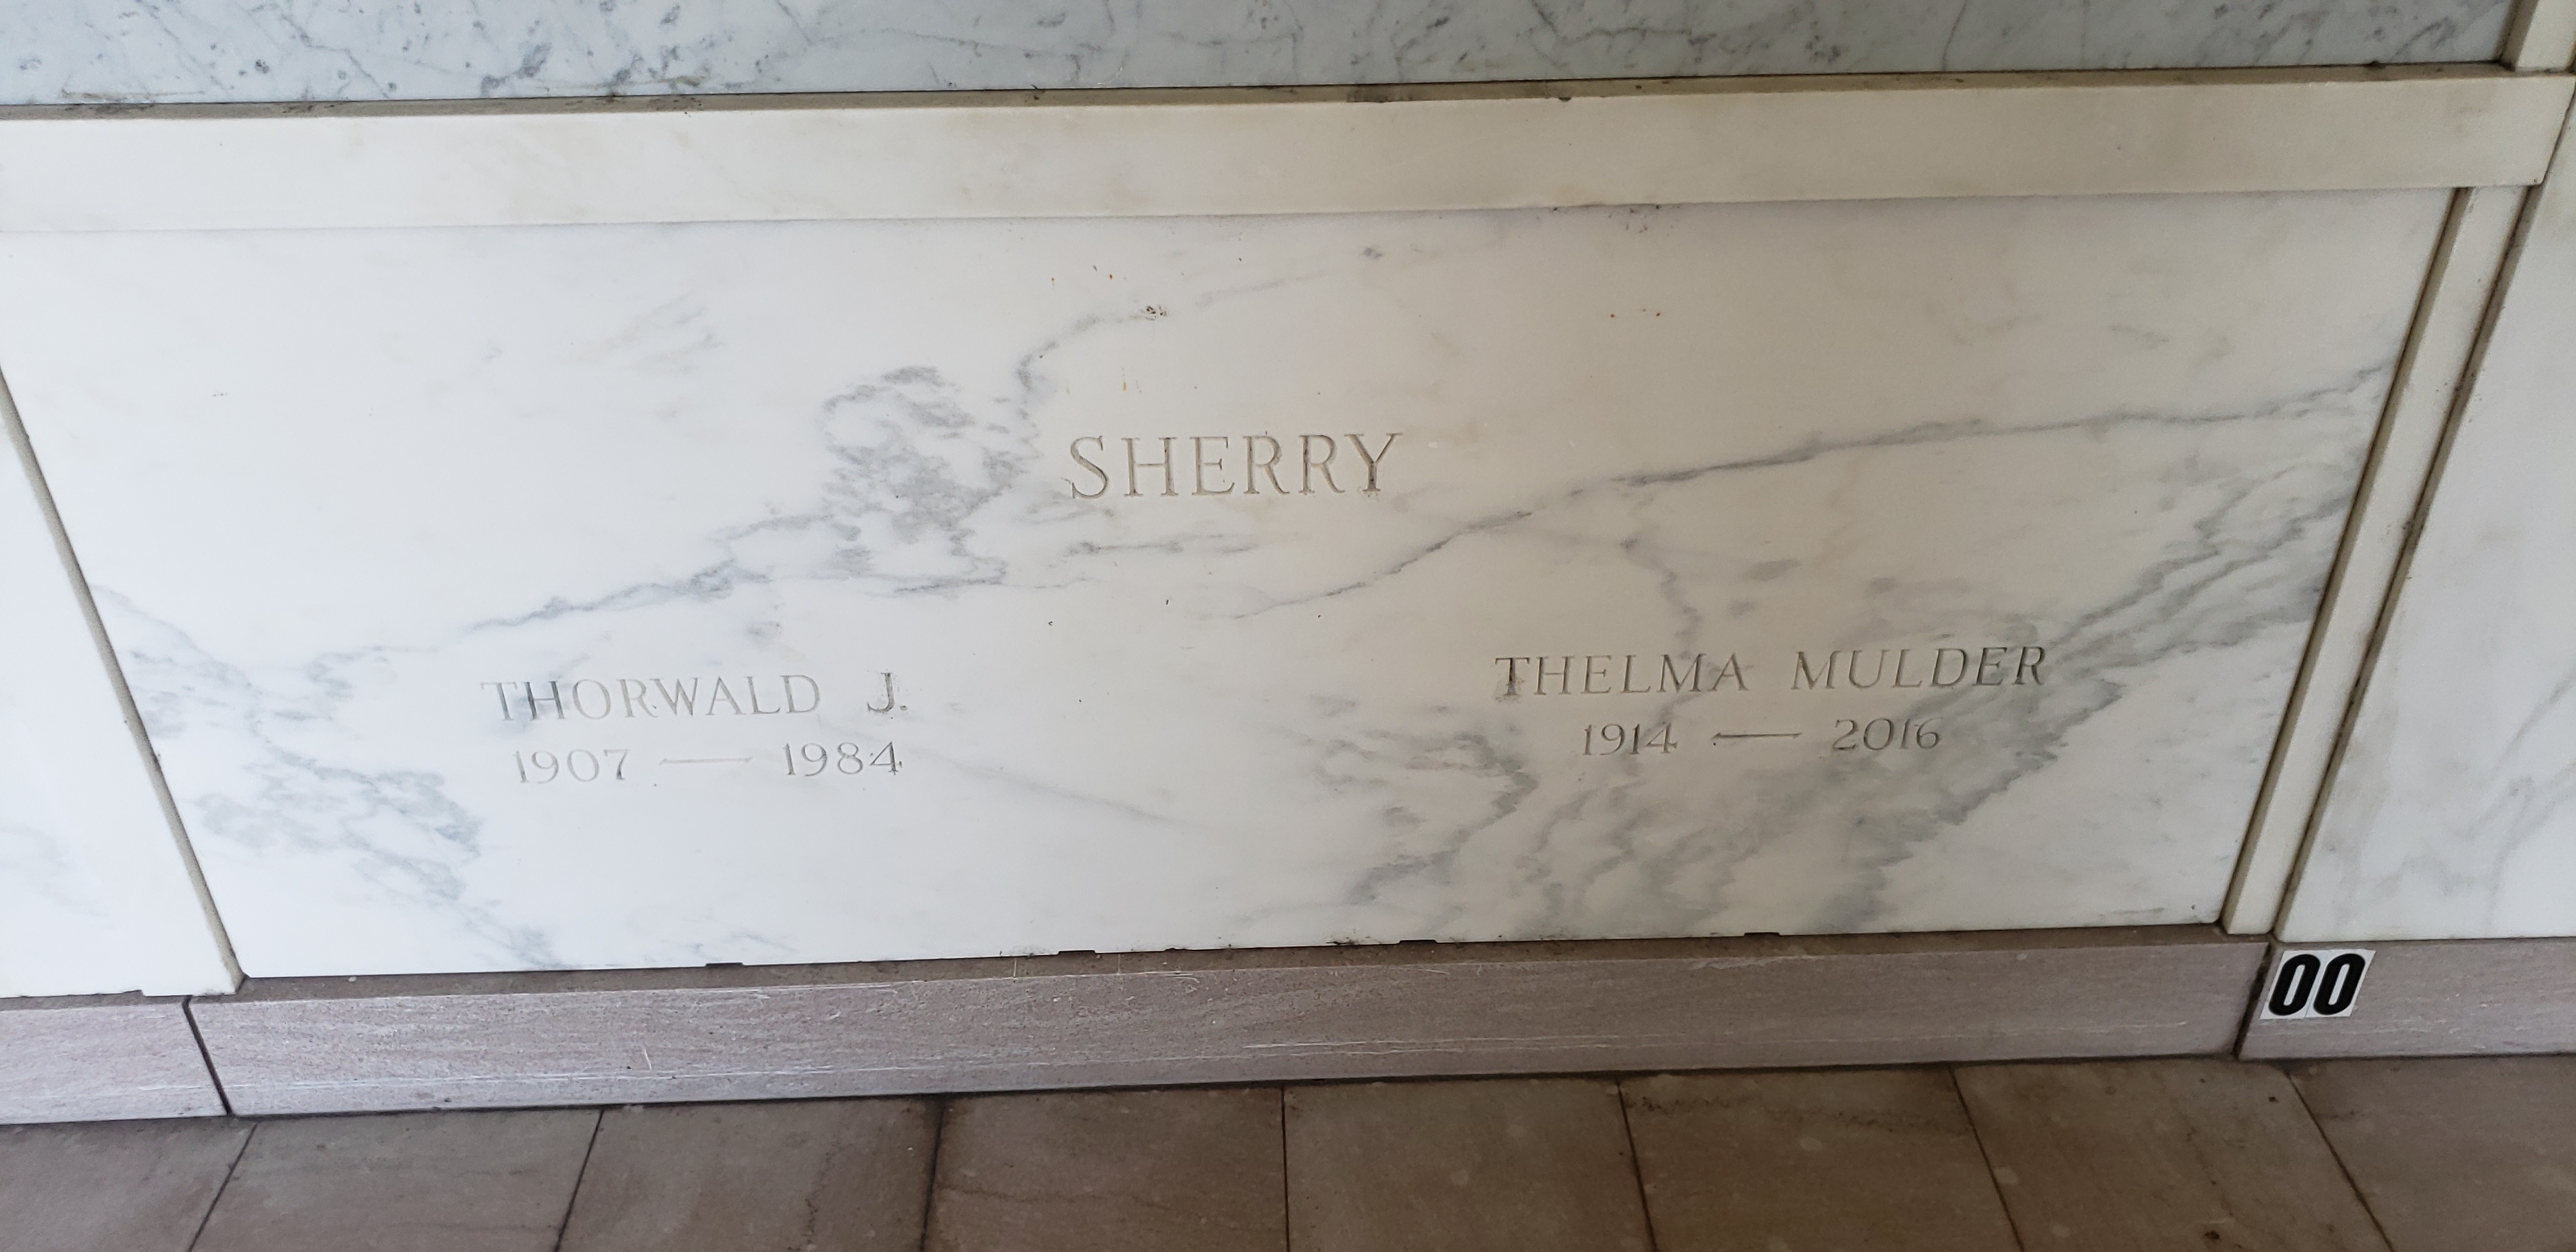 SHERRY
THORWALD J.
1907 — 1984
THELMA MULDER
1914 — 2016
00